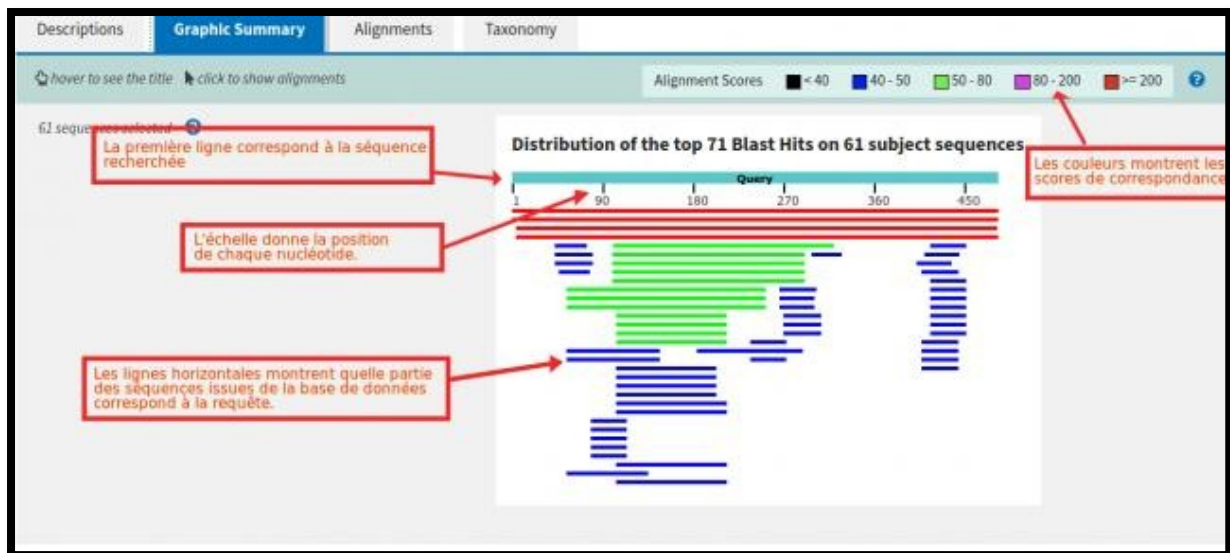 Descriptions Graphic Summary Alignments Taxonomy
hover to see the title click to show alignments Alignment Scores < 40 40 - 50 50 - 80 80 - 200 >= 200 ?
61 sequences selected ?
La première ligne correspond à la séquence
recherchée
Distribution of the top 71 Blast Hits on 61 subject sequences
Les couleurs montrent les
scores de correspondance
Query
1 90 180 270 360 450
L'échelle donne la position
de chaque nucléotide.
Les lignes horizontales montrent quelle partie
des séquences issues de la base de données
correspond à la requête.